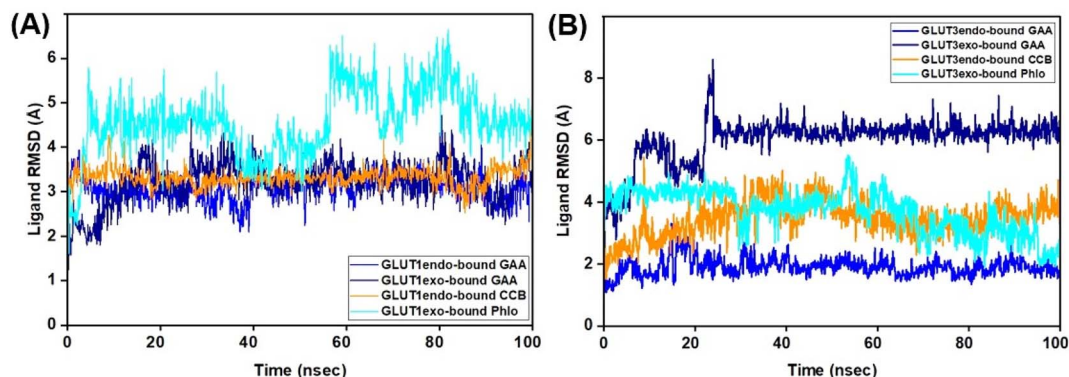 (A)
Ligand RMSD (A)
6
5
4
3
2
1
0
GLUT1endo-bound GAA
GLUT1exo-bound GAA
GLUT1endo-bound CCB
GLUT1exo-bound Phlo
0 20 40 60 80 100
Time (nsec)
(B)
Ligand RMSD (A)
8
6
4
2
0
GLUT3endo-bound GAA
GLUT3exo-bound GAA
GLUT3endo-bound CCB
GLUT3exo-bound Phlo
0 20 40 60 80 100
Time (nsec)